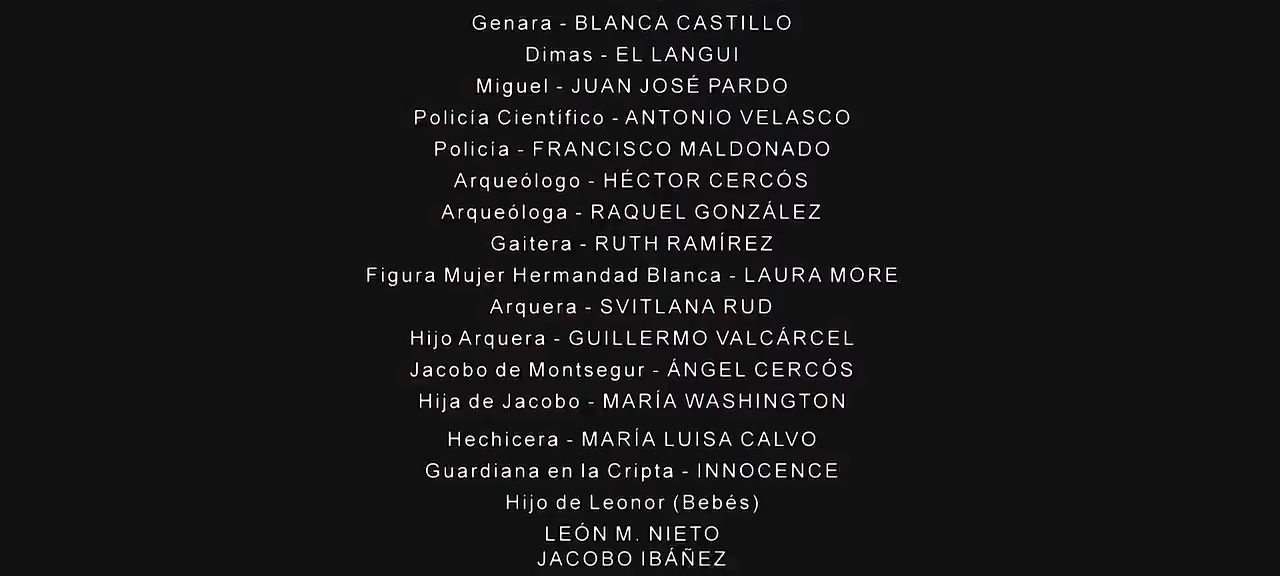 Genara - BLANCA CASTILLO
Dimas - EL LANGUI
Miguel - JUAN JOSÉ PARDO
Policía Científico - ANTONIO VELASCO
Policía - FRANCISCO MALDONADO
Arqueólogo - HÉCTOR CERCÓS
Arqueóloga - RAQUEL GONZÁLEZ
Gaitera - RUTH RAMÍREZ
Figura Mujer Hermandad Blanca - LAURA MORE
Arquera - SVITLANA RUD
Hijo Arquera - GUILLERMO VALCÁRCEL
Jacobo de Montsegur - ÁNGEL CERCÓS
Hija de Jacobo - MARÍA WASHINGTON
Hechicera - MARÍA LUISA CALVO
Guardiana en la Cripta - INNOCENCE
Hijo de Leonor (Bebés)
LEÓN M. NIETO
JACOBO IBÁÑEZ